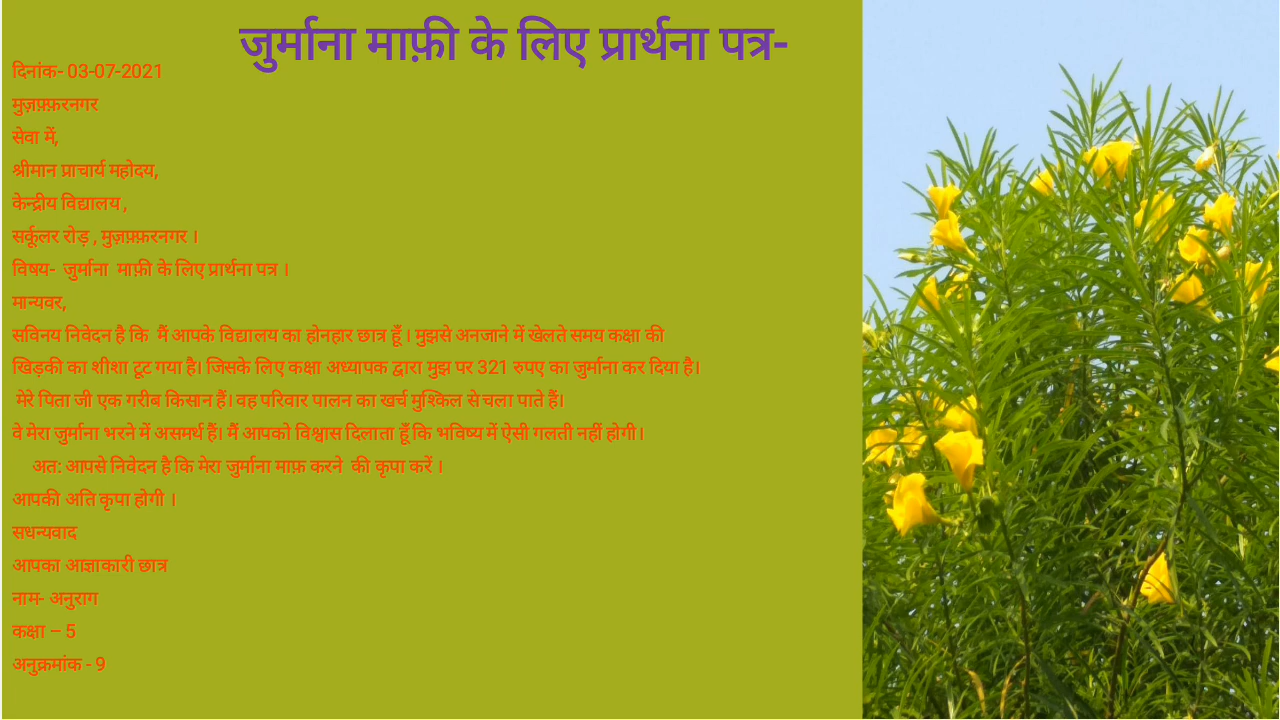 जुर्माना माफ़ी के लिए प्रार्थना पत्र-
दिनांक- 03-07-2021
मुज़फ़्फ़रनगर
सेवा में,
श्रीमान प्राचार्य महोदय,
केन्द्रीय विद्यालय ,
सर्कूलर रोड़ , मुज़फ़्फ़रनगर ।
विषय- जुर्माना माफ़ी के लिए प्रार्थना पत्र ।
मान्यवर,
सविनय निवेदन है कि मैं आपके विद्यालय का होनहार छात्र हूँ । मुझसे अनजाने में खेलते समय कक्षा की
खिड़की का शीशा टूट गया है। जिसके लिए कक्षा अध्यापक द्वारा मुझ पर 321 रुपए का जुर्माना कर दिया है।
मेरे पिता जी एक गरीब किसान हैं। वह परिवार पालन का खर्च मुश्किल से चला पाते हैं।
वे मेरा जुर्माना भरने में असमर्थ हैं। मैं आपको विश्वास दिलाता हूँ कि भविष्य में ऐसी गलती नहीं होगी।
अत: आपसे निवेदन है कि मेरा जुर्माना माफ़ करने की कृपा करें ।
आपकी अति कृपा होगी ।
सधन्यवाद
आपका आज्ञाकारी छात्र
नाम- अनुराग
कक्षा – 5
अनुक्रमांक - 9